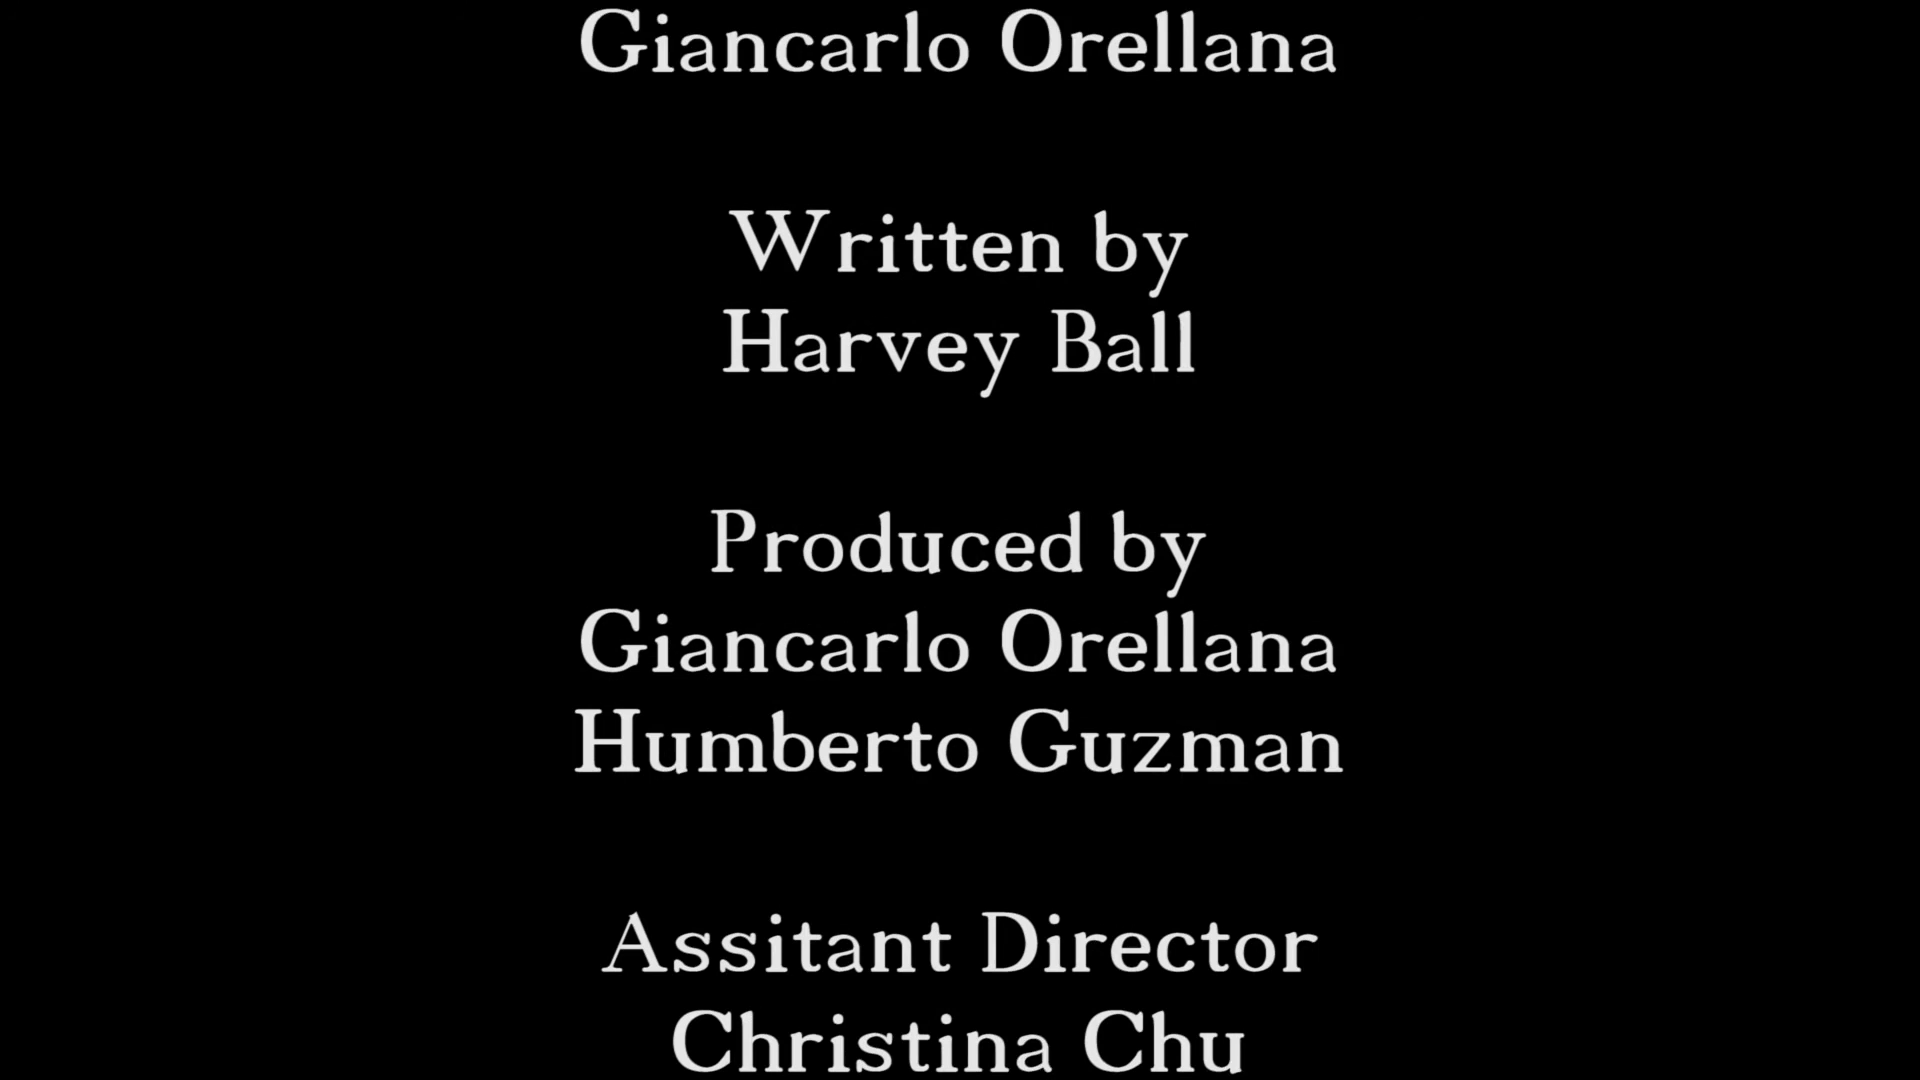 Giancarlo Orellana
Written by
Harvey Ball
Produced by
Giancarlo Orellana
Humberto Guzman
Assitant Director
Christina Chu